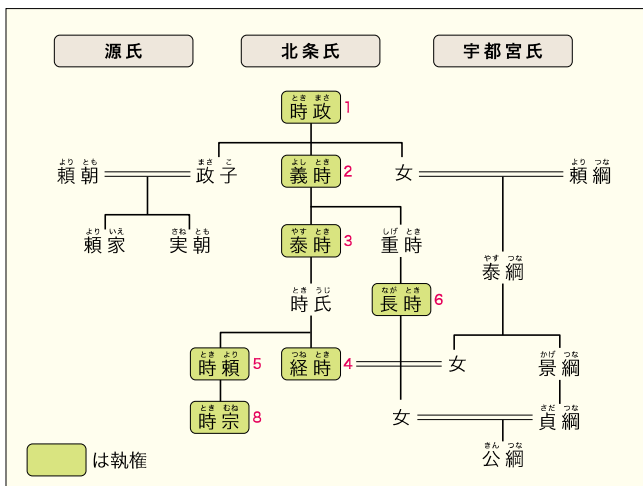 源氏 北条氏 宇都宮氏
とき まさ
時政 1
より とも まさ こ よし とき より つな
頼朝 政子 義時 2 女 頼綱
より いえ さね とも やす とき しげ とき
頼家 実朝 泰時 3 重時
やす つな
泰綱
とき うじ なが とき
時氏 長時 6
とき より つね とき かげ つな
時頼 5 経時 4 女 景綱
とき むね さだ つな
時宗 8 女 貞綱
きん つな
公綱
は執権